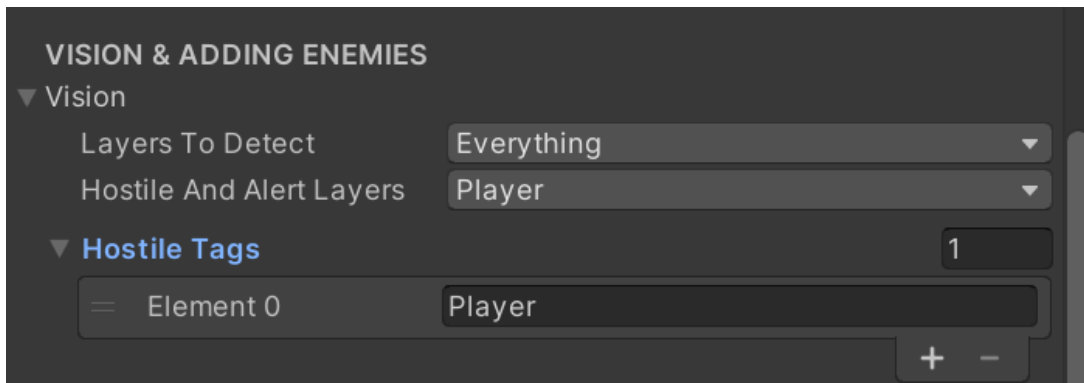 VISION & ADDING ENEMIES
Vision
Layers To Detect Everything
Hostile And Alert Layers Player
Hostile Tags 1
Element 0 Player
+ −